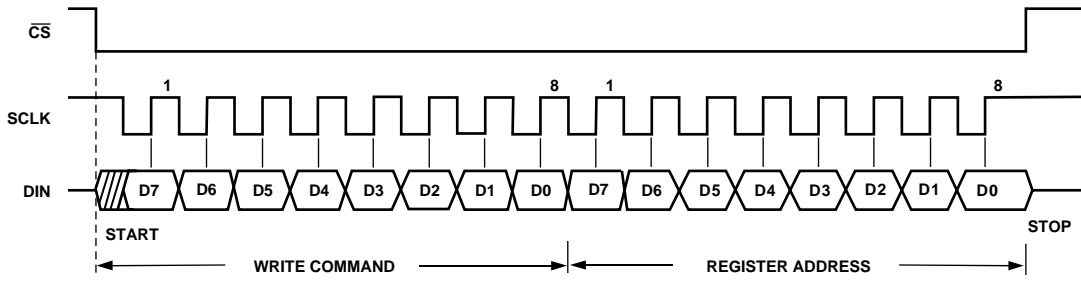 CS
1 8 1 8
SCLK
DIN D7 D6 D5 D4 D3 D2 D1 D0 D7 D6 D5 D4 D3 D2 D1 D0
START STOP
WRITE COMMAND REGISTER ADDRESS